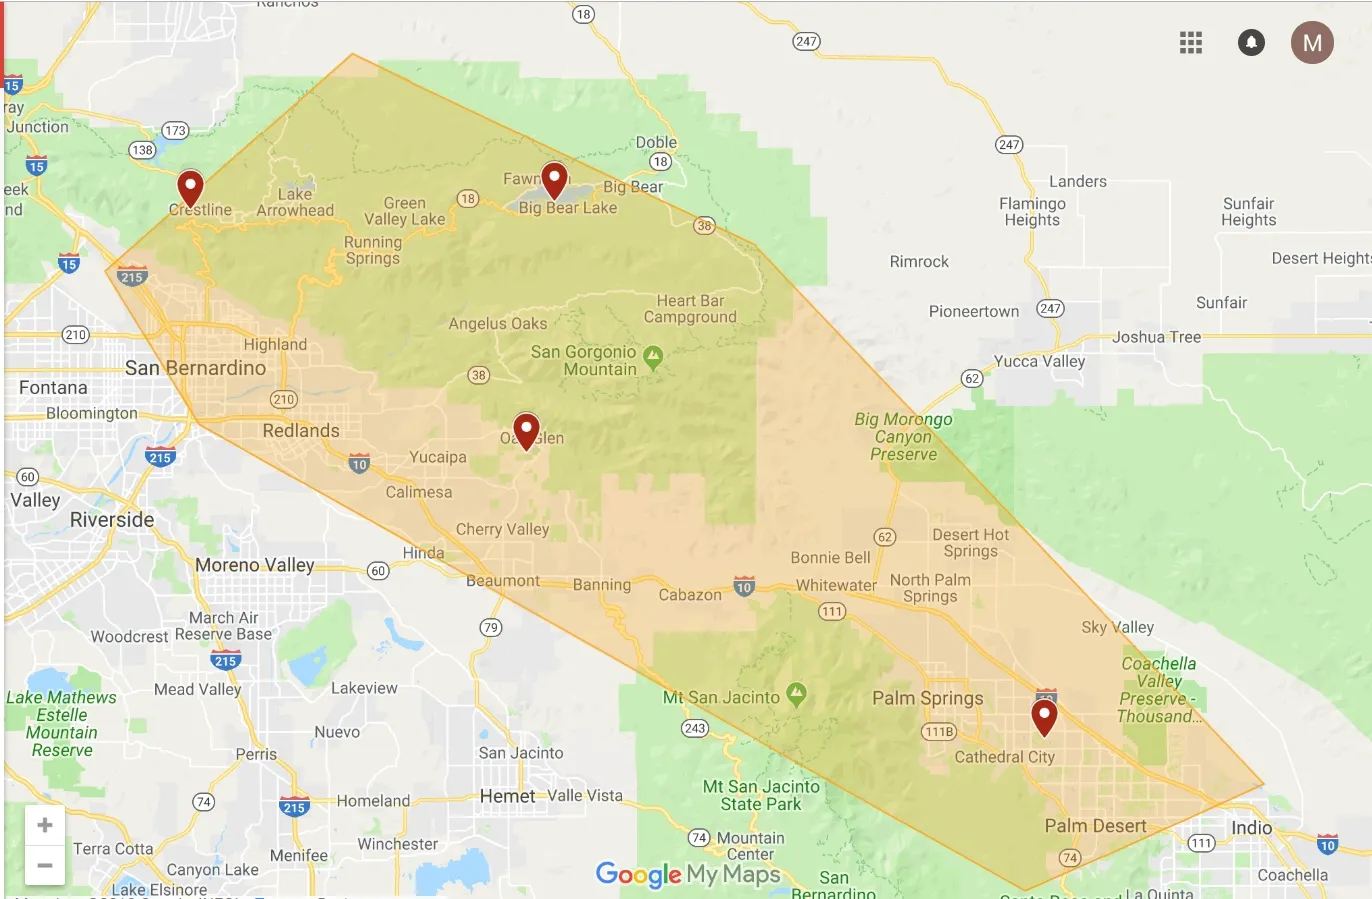 Ranchos
18
247
M
15
ray
Junction
173
138
Doble
18
247
15
Landers
eek
nd
Crestline
Lake
Arrowhead
Green
Valley Lake
18
Big Bear
Big Bear Lake
Flamingo
Heights
Sunfair
Heights
38
Running
Springs
15
215
Rimrock
Desert Heights
Heart Bar
Campground
Pioneertown
247
Sunfair
210
Highland
Angelus Oaks
Joshua Tree
San Gorgonio
Mountain
San Bernardino
Yucca Valley
Fontana
38
62
210
Bloomington
Big Morongo
Canyon
Preserve
Redlands
215
10
Yucaipa
60
Valley
Calimesa
Riverside
Cherry Valley
62
Desert Hot
Springs
Hinda
Moreno Valley
60
Beaumont
Banning
Cabazon
10
Bonnie Bell
Whitewater
North Palm
Springs
111
March Air
Reserve Base
Woodcrest
79
Sky Valley
215
Coachella
Valley
Preserve -
Thousand...
Lake Mathews
Estelle
Mountain
Reserve
Mead Valley
Lakeview
Mt San Jacinto
Palm Springs
Nuevo
243
111B
Perris
San Jacinto
Cathedral City
74
215
Homeland
Hemet
Valle Vista
Mt San Jacinto
State Park
Palm Desert
Indio
Terra Cotta
Menifee
Winchester
74
Mountain
Center
74
111
10
Canyon Lake
Google My Maps
San
Bernardino
Coachella
Lake Elsinore
La Quinta